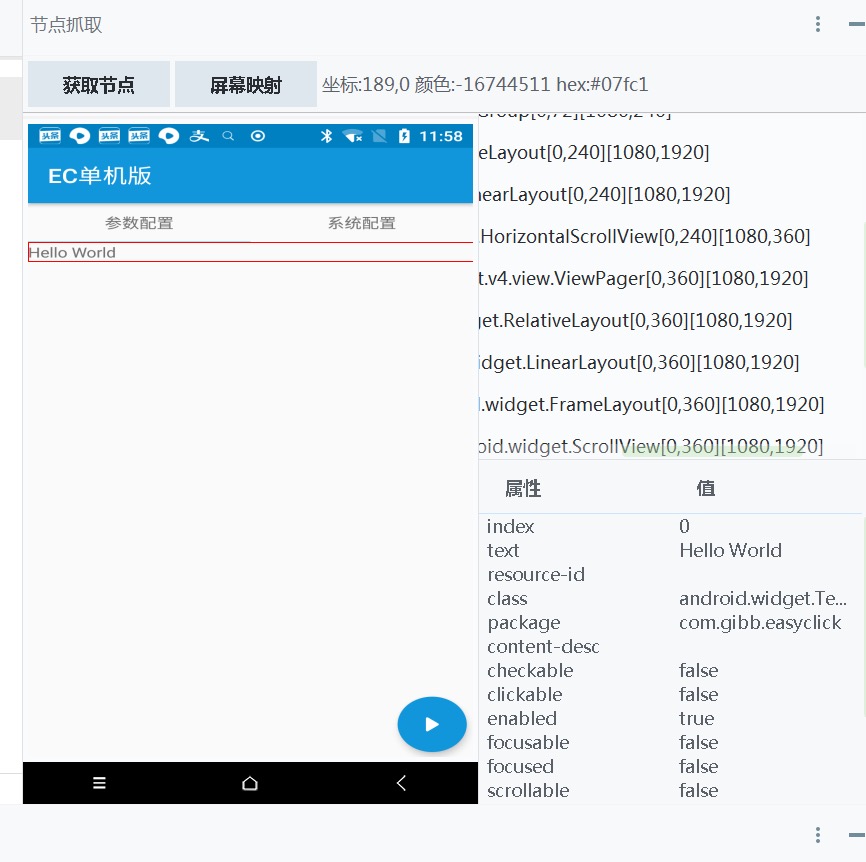 节点抓取
获取节点 屏幕映射 坐标:189,0 颜色:-16744511 hex:#07fc1
头条 头条 头条 11:58
EC单机版
参数配置 系统配置
Hello World
Group[0,72][1080,240]
eLayout[0,240][1080,1920]
nearLayout[0,240][1080,1920]
.HorizontalScrollView[0,240][1080,360]
t.v4.view.ViewPager[0,360][1080,1920]
get.RelativeLayout[0,360][1080,1920]
idget.LinearLayout[0,360][1080,1920]
d.widget.FrameLayout[0,360][1080,1920]
oid.widget.ScrollView[0,360][1080,1920]
属性 值
index 0
text Hello World
resource-id
class android.widget.Te...
package com.gibb.easyclick
content-desc
checkable false
clickable false
enabled true
focusable false
focused false
scrollable false